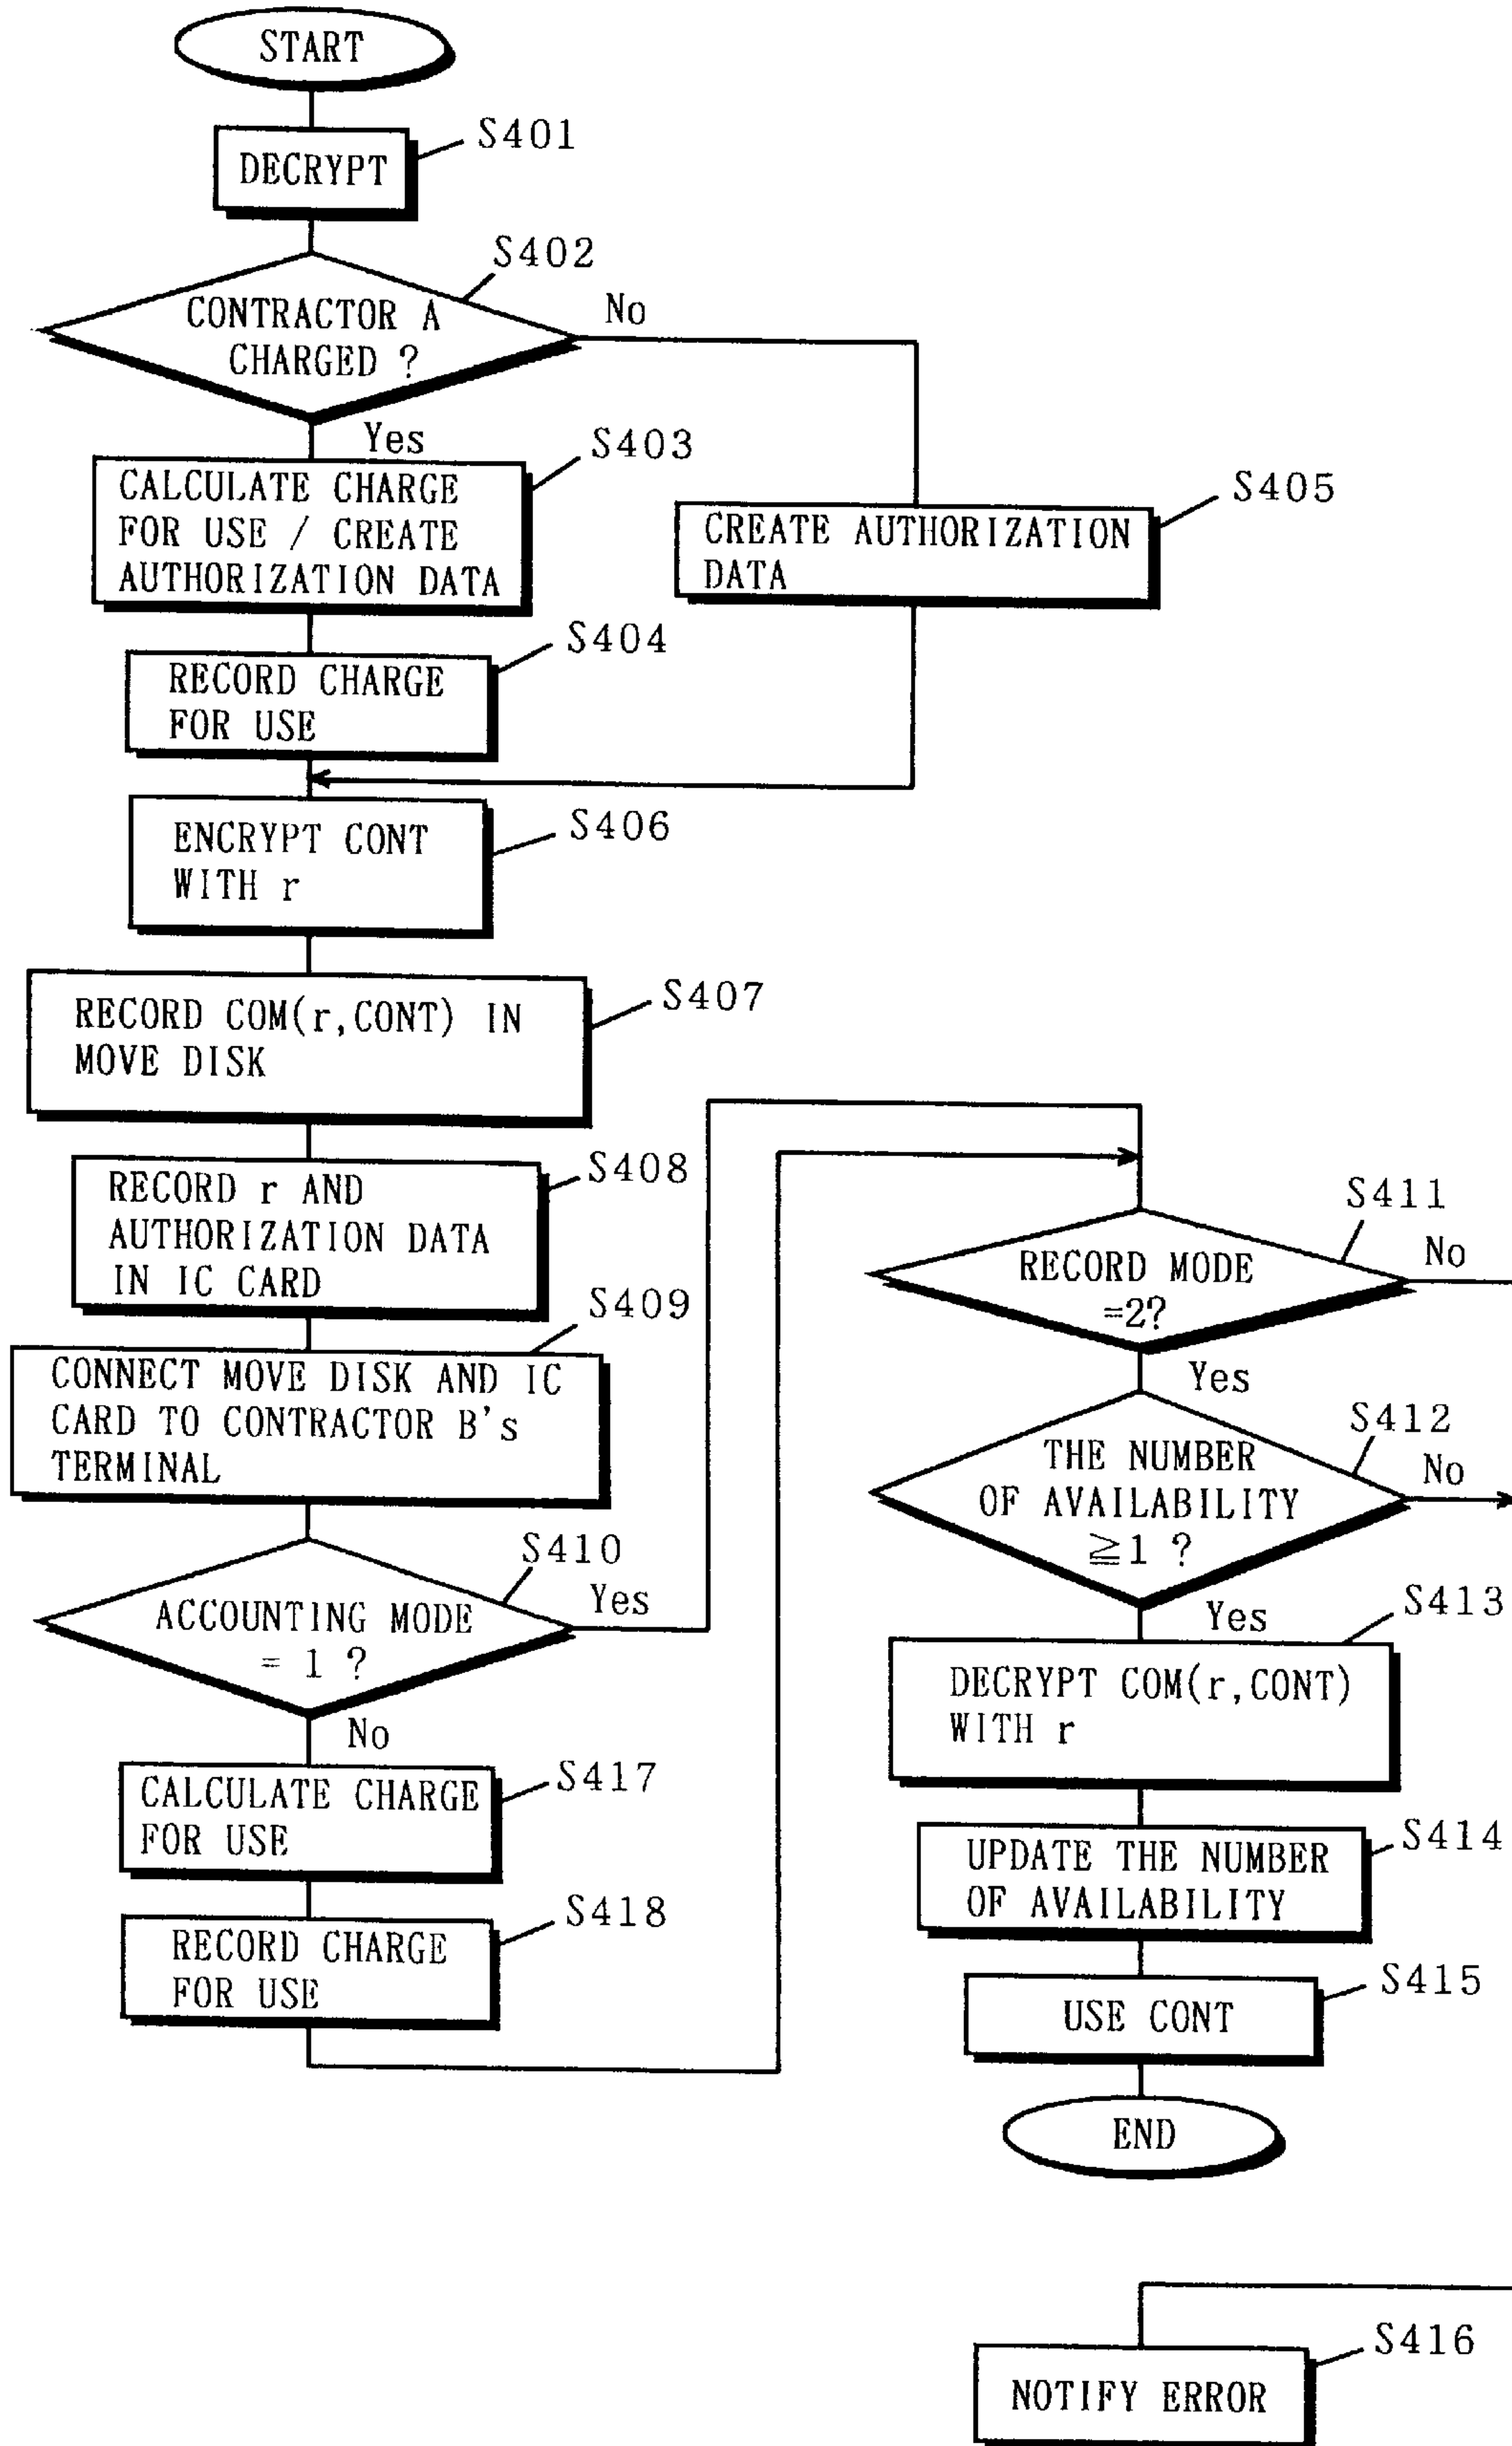 START
S401
DECRYPT
S402
CONTRACTOR A
CHARGED ?
No
Yes
S403
CALCULATE CHARGE
FOR USE / CREATE
AUTHORIZATION DATA
S405
CREATE AUTHORIZATION
DATA
S404
RECORD CHARGE
FOR USE
S406
ENCRYPT CONT
WITH r
S407
RECORD COM(r,CONT) IN
MOVE DISK
S408
RECORD r AND
AUTHORIZATION DATA
IN IC CARD
S409
CONNECT MOVE DISK AND IC
CARD TO CONTRACTOR B's
TERMINAL
S410
ACCOUNTING MODE
= 1 ?
Yes
No
S417
CALCULATE CHARGE
FOR USE
S418
RECORD CHARGE
FOR USE
S411
RECORD MODE
=2?
No
Yes
S412
THE NUMBER
OF AVAILABILITY
≧1 ?
No
Yes
S413
DECRYPT COM(r,CONT)
WITH r
S414
UPDATE THE NUMBER
OF AVAILABILITY
S415
USE CONT
END
S416
NOTIFY ERROR